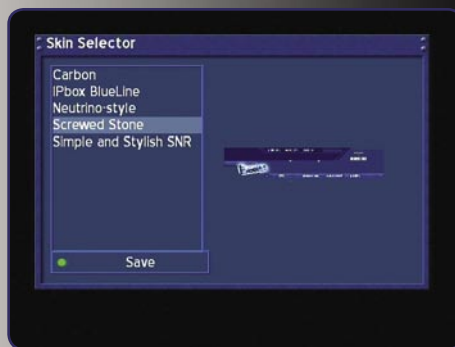 Skin Selector
Carbon
IPbox BlueLine
Neutrino-style
Screwed Stone
Simple and Stylish SNR
Save